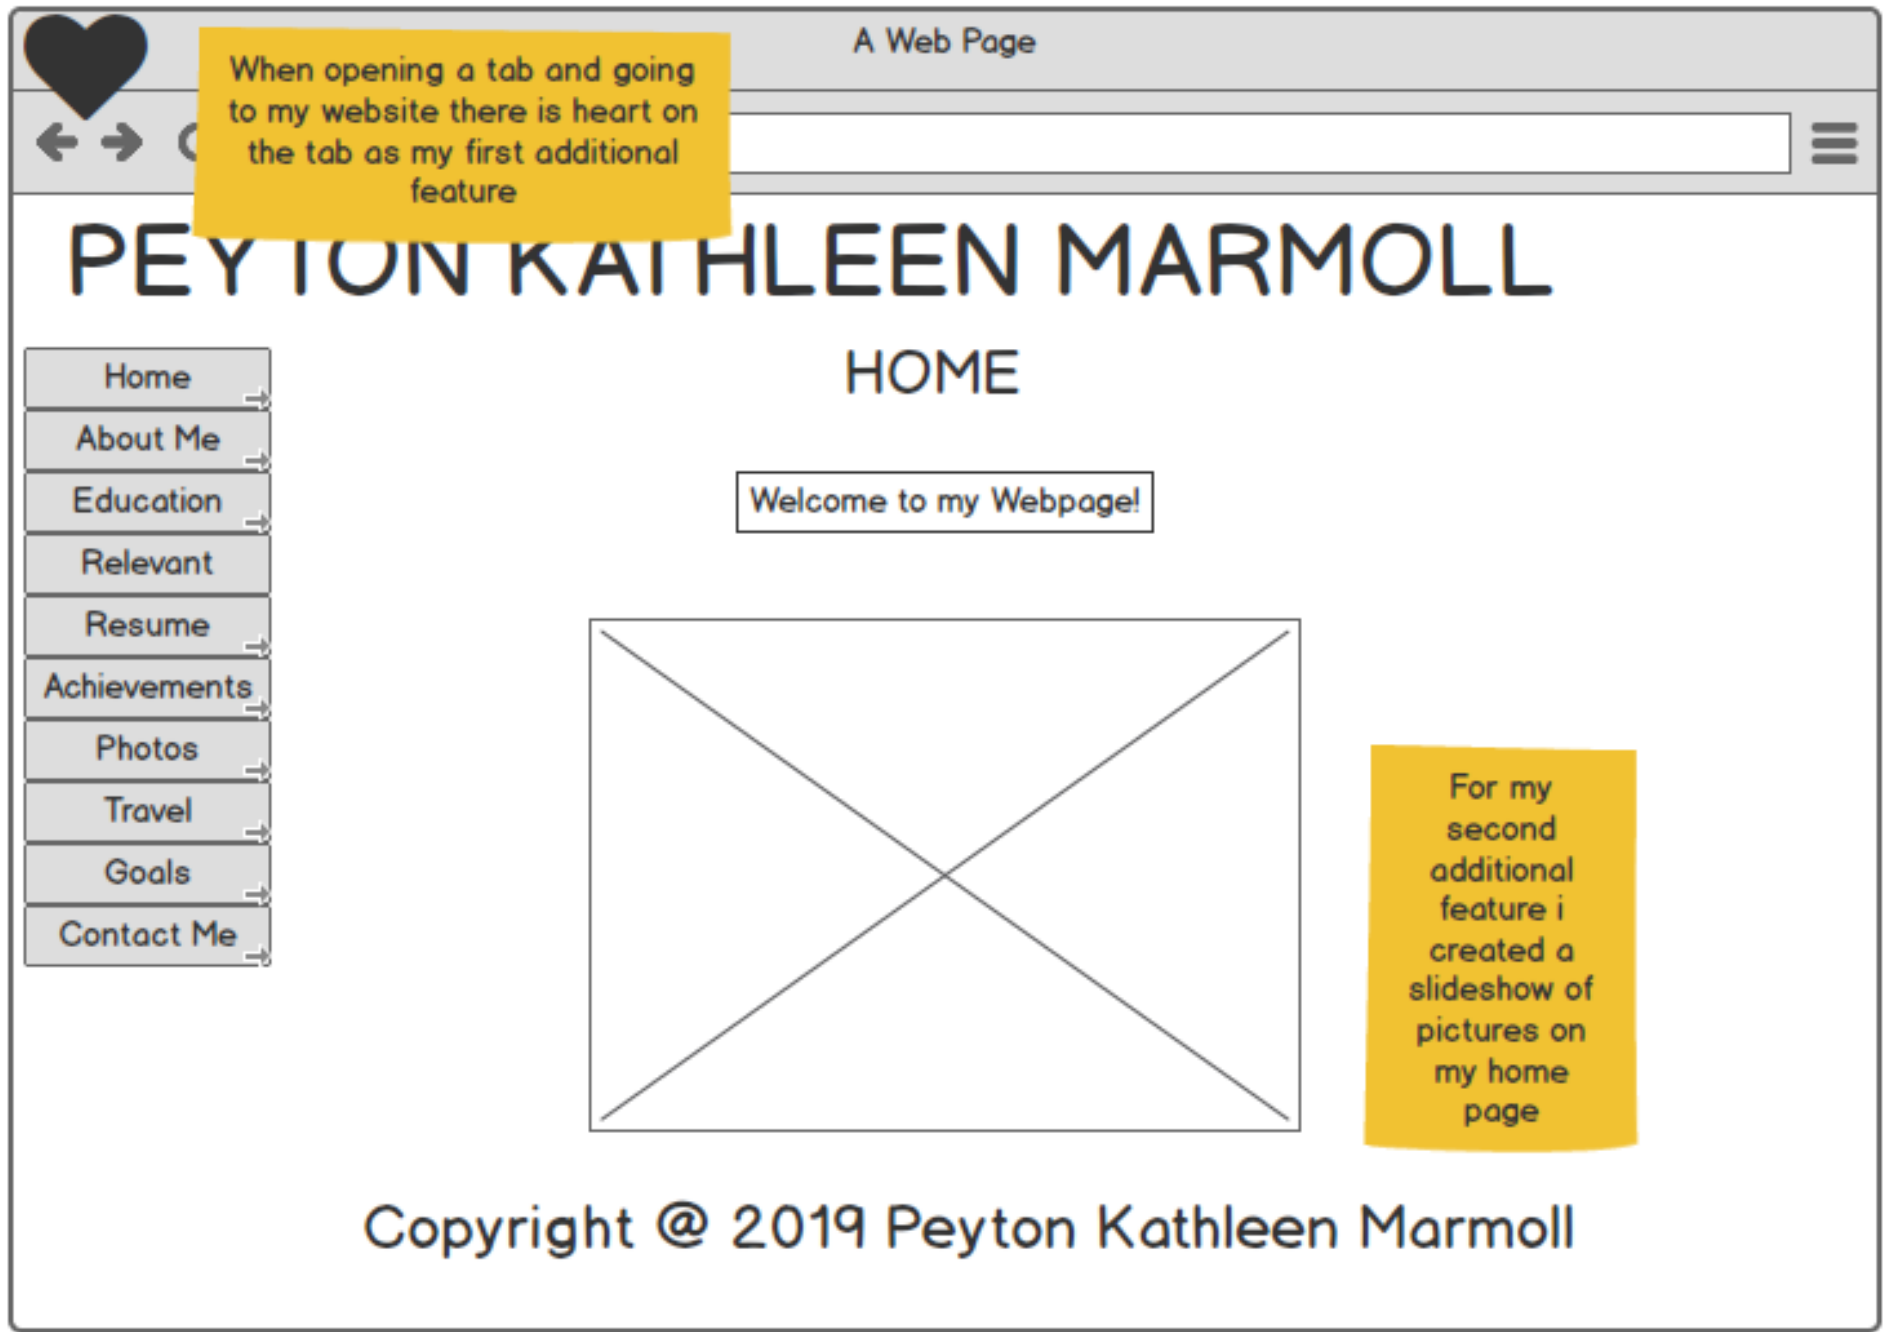 A Web Page
When opening a tab and going
to my website there is heart on
the tab as my first additional
feature
PEYTON KATHLEEN MARMOLL
HOME
Home
About Me
Education
Relevant
Resume
Achievements
Photos
Travel
Goals
Contact Me
Welcome to my Webpage!
For my
second
additional
feature i
created a
slideshow of
pictures on
my home
page
Copyright @ 2019 Peyton Kathleen Marmoll